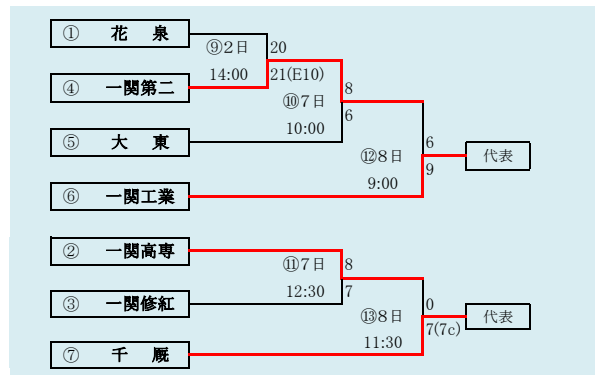 ① 花 泉
⑨2日 20
14:00 21(E10)
④ 一関第二
8
⑩7日
6
10:00
⑤ 大 東
6
⑫8日 代表
9
9:00
⑥ 一関工業
② 一関高専
⑪7日 8
12:30 7
③ 一関修紅
0
⑬8日 代表
7(7c)
11:30
⑦ 千 厩